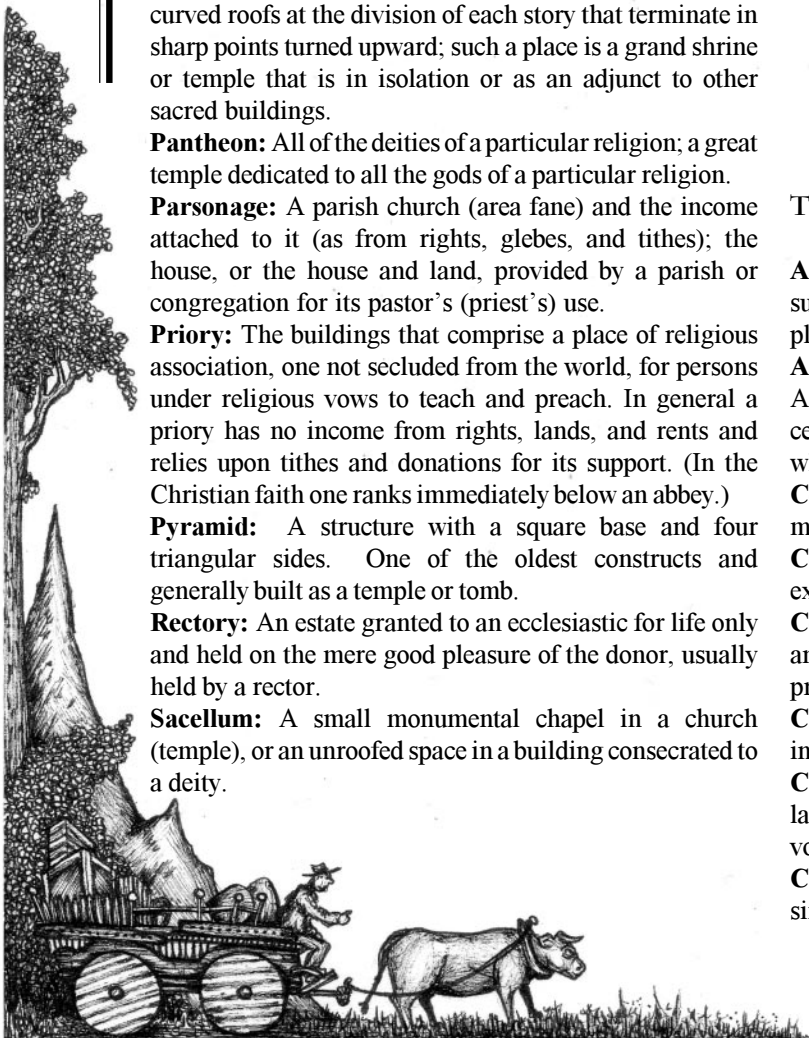 curved roofs at the division of each story that terminate in
sharp points turned upward; such a place is a grand shrine
or temple that is in isolation or as an adjunct to other
sacred buildings.
Pantheon: All of the deities of a particular religion; a great
temple dedicated to all the gods of a particular religion.
Parsonage: A parish church (area fane) and the income
attached to it (as from rights, glebes, and tithes); the
house, or the house and land, provided by a parish or
congregation for its pastor's (priest's) use.
Priory: The buildings that comprise a place of religious
association, one not secluded from the world, for persons
under religious vows to teach and preach. In general a
priory has no income from rights, lands, and rents and
relies upon tithes and donations for its support. (In the
Christian faith one ranks immediately below an abbey.)
Pyramid: A structure with a square base and four
triangular sides. One of the oldest constructs and
generally built as a temple or tomb.
Rectory: An estate granted to an ecclesiastic for life only
and held on the mere good pleasure of the donor, usually
held by a rector.
Sacellum: A small monumental chapel in a church
(temple), or an unroofed space in a building consecrated to
a deity.